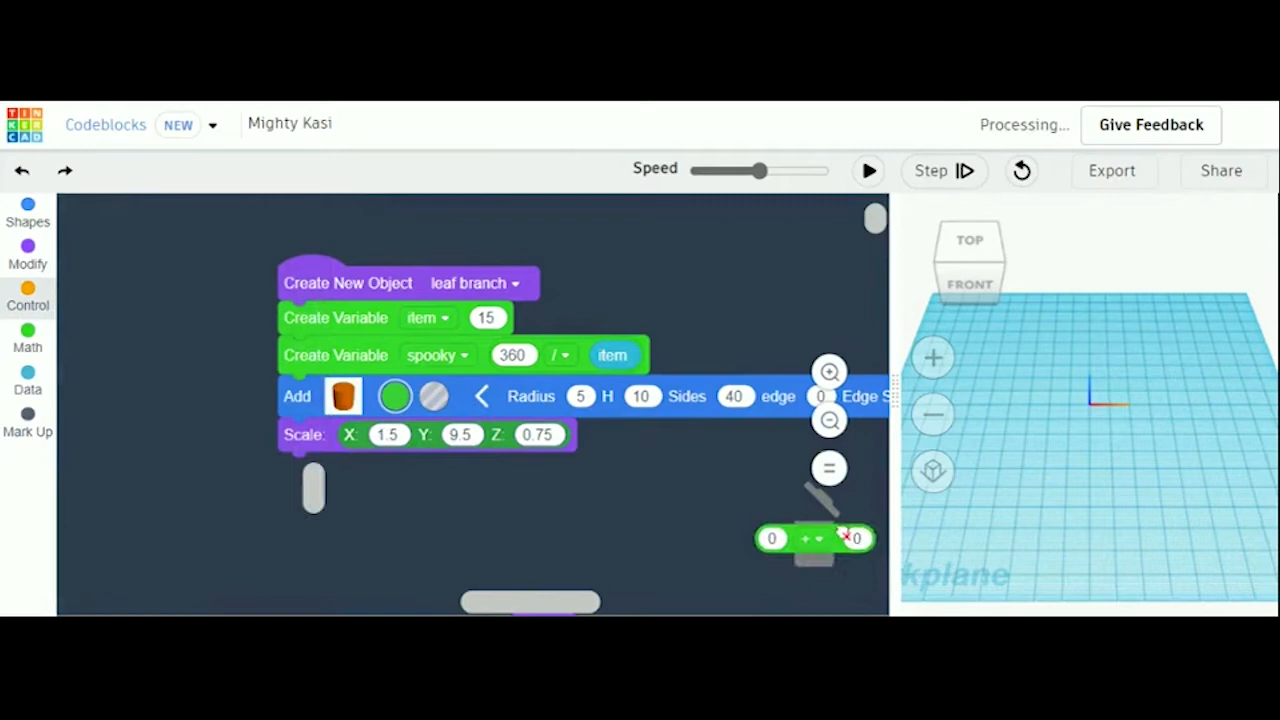 TIN
KER
CAD
Codeblocks NEW Mighty Kasi Processing... Give Feedback
Speed Step Export Share
Shapes
Modify
Control
Math
Data
Mark Up
Create New Object leaf branch
Create Variable item 15
Create Variable spooky 360 / item
Add Radius 5 H 10 Sides 40 edge 0 Edge S
Scale: X: 1.5 Y: 9.5 Z: 0.75
0 + 0
TOP
FRONT
kplane